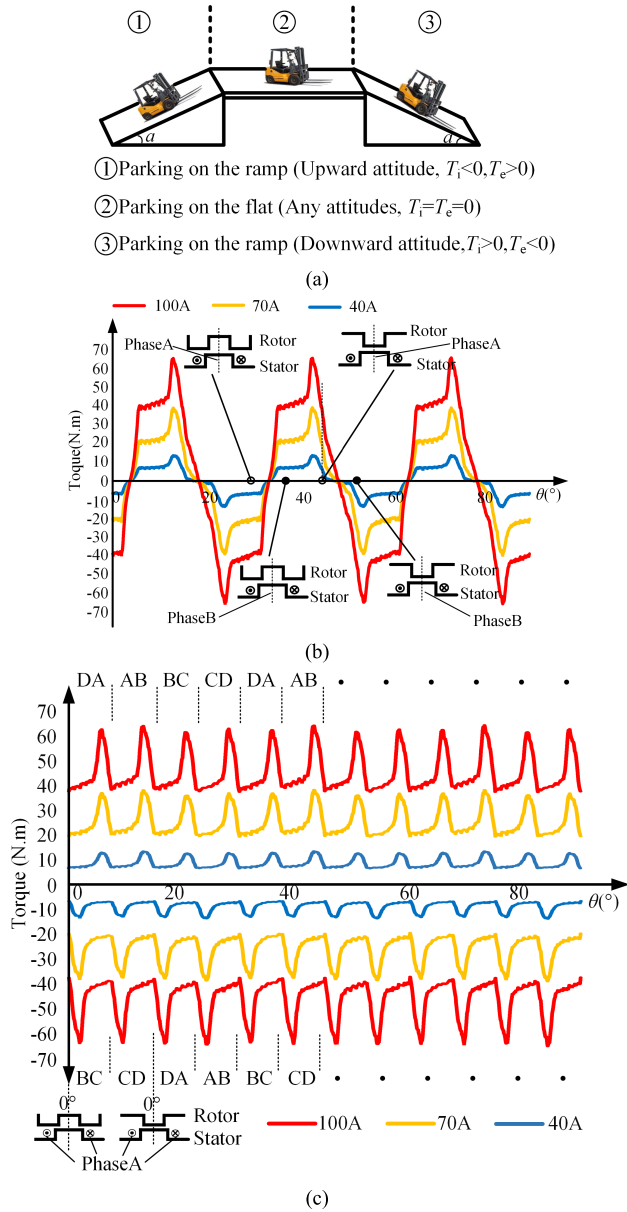 ① ② ③
a a
①Parking on the ramp (Upward attitude, Ti<0,Te>0)
②Parking on the flat (Any attitudes, Ti=Te=0)
③Parking on the ramp (Downward attitude,Ti>0,Te<0)
(a)
100A 70A 40A
Toque(N.m)
70
60
50
40
30
20
10
0
-10
-20
-30
-40
-50
-60
-70
PhaseA Rotor
Stator
Rotor
PhaseA
Stator
0 20 40 60 80 θ(°)
Rotor
Stator
PhaseB
Rotor
Stator
PhaseB
(b)
DA AB BC CD DA AB
Torque (N.m)
70
60
50
40
30
20
10
0
-10
-20
-30
-40
-50
-60
-70
0 20 40 60 80 θ(°)
BC CD DA AB BC CD
0° 0°
Rotor
Stator
PhaseA
100A 70A 40A
(c)